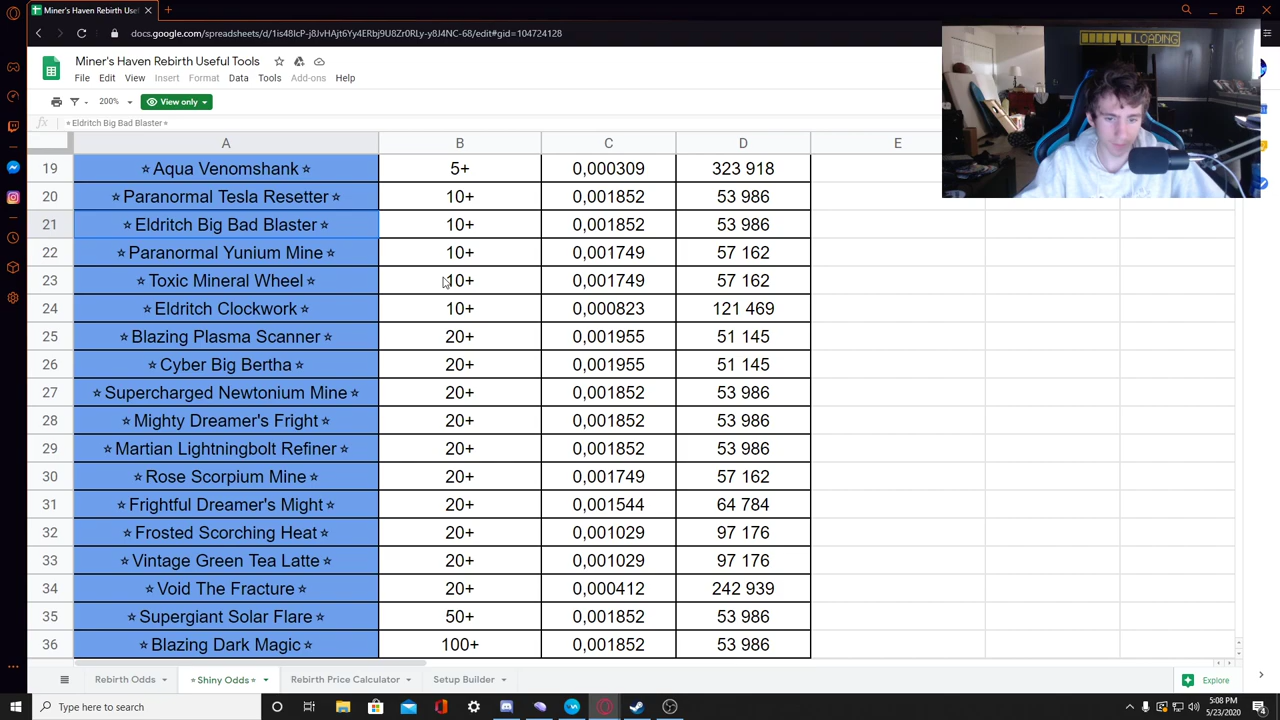 Miner's Haven Rebirth Usef
docs.google.com/spreadsheets/d/1is48IcP-j8JvHAjt6Yy4ERbj9U8Zr0RLy-y8J4NC-68/edit#gid=104724128
LOADING
Miner's Haven Rebirth Useful Tools
File Edit View Insert Format Data Tools Add-ons Help
200% View only
fx ⭐Eldritch Big Bad Blaster⭐
A B C D E
19 ⭐Aqua Venomshank⭐ 5+ 0,000309 323 918
20 ⭐Paranormal Tesla Resetter⭐ 10+ 0,001852 53 986
21 ⭐Eldritch Big Bad Blaster⭐ 10+ 0,001852 53 986
22 ⭐Paranormal Yunium Mine⭐ 10+ 0,001749 57 162
23 ⭐Toxic Mineral Wheel⭐ 10+ 0,001749 57 162
24 ⭐Eldritch Clockwork⭐ 10+ 0,000823 121 469
25 ⭐Blazing Plasma Scanner⭐ 20+ 0,001955 51 145
26 ⭐Cyber Big Bertha⭐ 20+ 0,001955 51 145
27 ⭐Supercharged Newtonium Mine⭐ 20+ 0,001852 53 986
28 ⭐Mighty Dreamer's Fright⭐ 20+ 0,001852 53 986
29 ⭐Martian Lightningbolt Refiner⭐ 20+ 0,001852 53 986
30 ⭐Rose Scorpium Mine⭐ 20+ 0,001749 57 162
31 ⭐Frightful Dreamer's Might⭐ 20+ 0,001544 64 784
32 ⭐Frosted Scorching Heat⭐ 20+ 0,001029 97 176
33 ⭐Vintage Green Tea Latte⭐ 20+ 0,001029 97 176
34 ⭐Void The Fracture⭐ 20+ 0,000412 242 939
35 ⭐Supergiant Solar Flare⭐ 50+ 0,001852 53 986
36 ⭐Blazing Dark Magic⭐ 100+ 0,001852 53 986
Rebirth Odds ⭐Shiny Odds⭐ Rebirth Price Calculator Setup Builder Explore
Type here to search
5:08 PM
5/23/2020
4